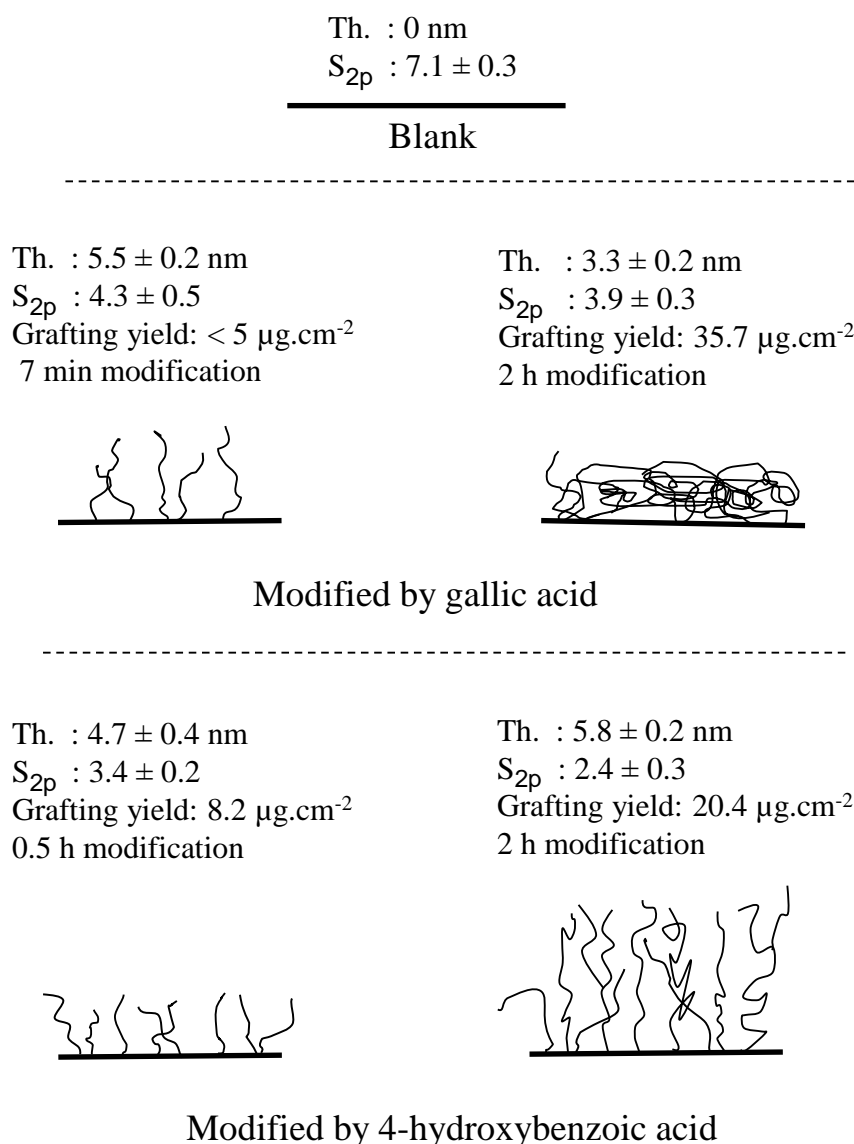 Th. : 0 nm
S2p : 7.1 ± 0.3
Blank
Th. : 5.5 ± 0.2 nm
S2p : 4.3 ± 0.5
Grafting yield: < 5 µg.cm-2
7 min modification
Th. : 3.3 ± 0.2 nm
S2p : 3.9 ± 0.3
Grafting yield: 35.7 µg.cm-2
2 h modification
Modified by gallic acid
Th. : 4.7 ± 0.4 nm
S2p : 3.4 ± 0.2
Grafting yield: 8.2 µg.cm-2
0.5 h modification
Th. : 5.8 ± 0.2 nm
S2p : 2.4 ± 0.3
Grafting yield: 20.4 µg.cm-2
2 h modification
Modified by 4-hydroxybenzoic acid